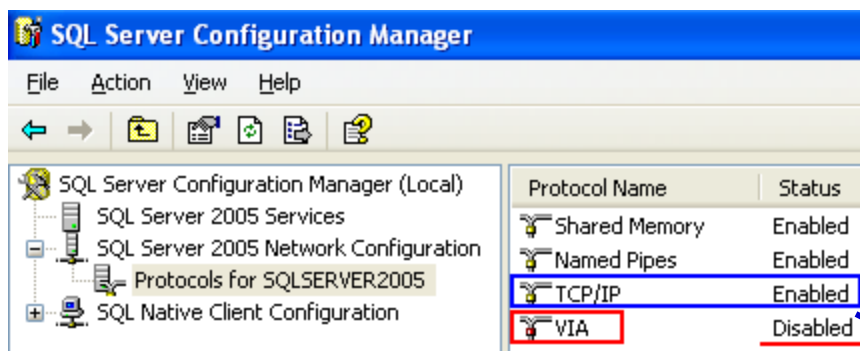 SQL Server Configuration Manager
File Action View Help
SQL Server Configuration Manager (Local)
SQL Server 2005 Services
SQL Server 2005 Network Configuration
Protocols for SQLSERVER2005
SQL Native Client Configuration
Protocol Name Status
Shared Memory Enabled
Named Pipes Enabled
TCP/IP Enabled
VIA Disabled